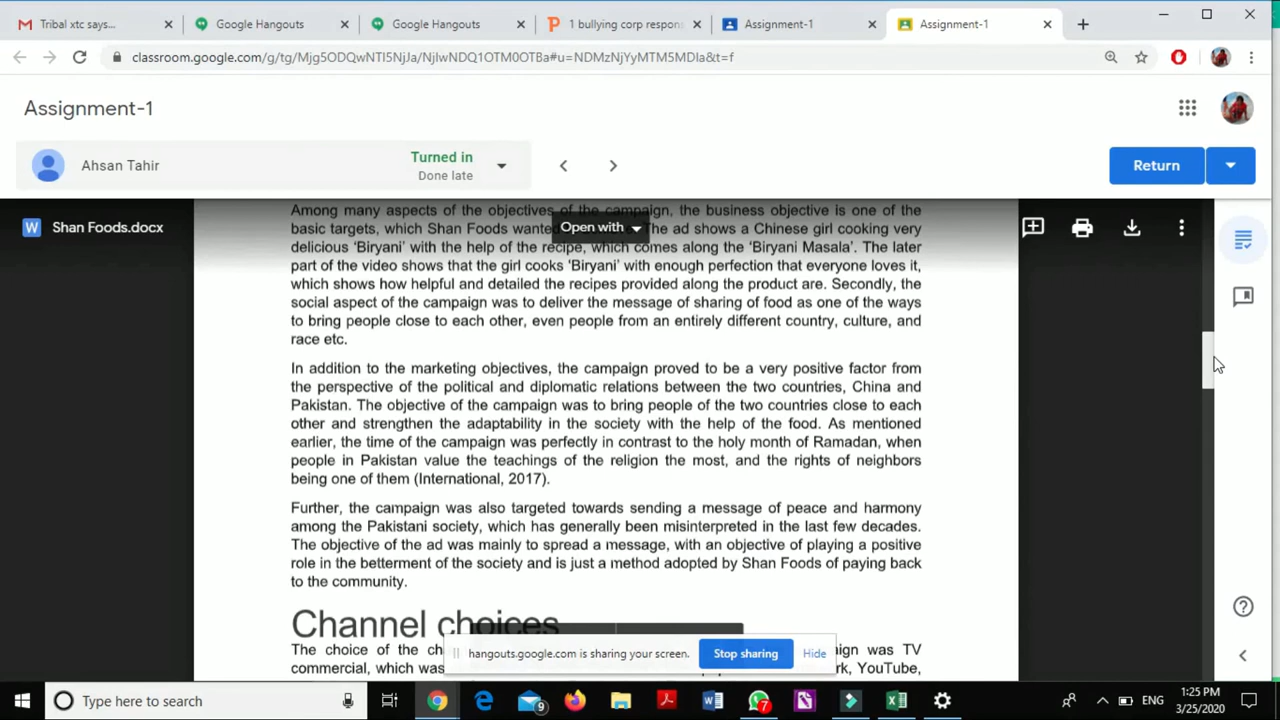 Tribal xtc says...
Google Hangouts
Google Hangouts
1 bullying corp respon
Assignment-1
Assignment-1
classroom.google.com/g/tg/Mjg5ODQwNTI5NjJa/NjIwNDQ1OTM0OTBa#u=NDMzNjYyMTM5MDIa&t=f
Assignment-1
Ahsan Tahir
Turned in
Done late
Return
Shan Foods.docx
Open with
Among many aspects of the objectives of the campaign, the business objective is one of the
basic targets, which Shan Foods wanted The ad shows a Chinese girl cooking very
delicious 'Biryani' with the help of the recipe, which comes along the 'Biryani Masala'. The later
part of the video shows that the girl cooks 'Biryani' with enough perfection that everyone loves it,
which shows how helpful and detailed the recipes provided along the product are. Secondly, the
social aspect of the campaign was to deliver the message of sharing of food as one of the ways
to bring people close to each other, even people from an entirely different country, culture, and
race etc.
In addition to the marketing objectives, the campaign proved to be a very positive factor from
the perspective of the political and diplomatic relations between the two countries, China and
Pakistan. The objective of the campaign was to bring people of the two countries close to each
other and strengthen the adaptability in the society with the help of the food. As mentioned
earlier, the time of the campaign was perfectly in contrast to the holy month of Ramadan, when
people in Pakistan value the teachings of the religion the most, and the rights of neighbors
being one of them (International, 2017).
Further, the campaign was also targeted towards sending a message of peace and harmony
among the Pakistani society, which has generally been misinterpreted in the last few decades.
The objective of the ad was mainly to spread a message, with an objective of playing a positive
role in the betterment of the society and is just a method adopted by Shan Foods of paying back
to the community.
Channel choices
The choice of the ch aign was TV
commercial, which was rk, YouTube,
hangouts.google.com is sharing your screen.
Stop sharing
Hide
Type here to search
9
7
ENG
1:25 PM
3/25/2020